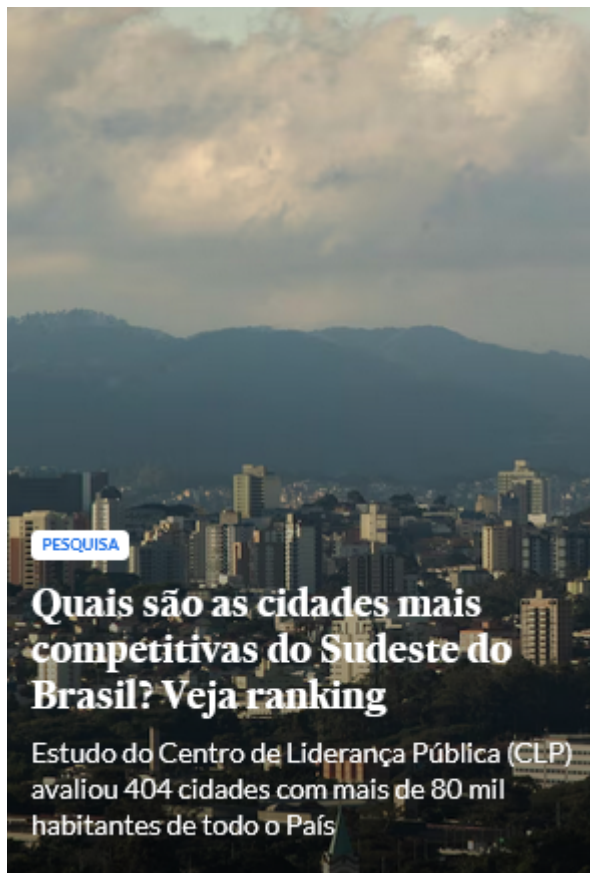 PESQUISA
Quais são as cidades mais
competitivas do Sudeste do
Brasil? Veja ranking
Estudo do Centro de Liderança Pública (CLP)
avaliou 404 cidades com mais de 80 mil
habitantes de todo o País